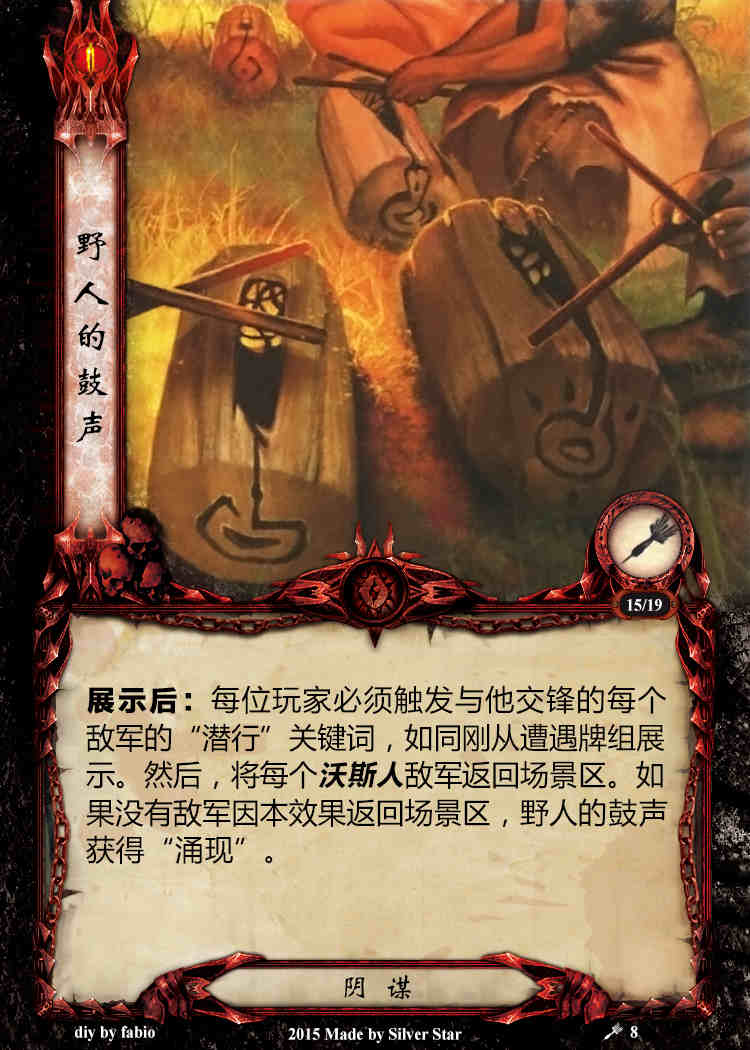 野人的鼓声
15/19
展示后：每位玩家必须触发与他交锋的每个
敌军的“潜行”关键词，如同刚从遭遇牌组展
示。然后，将每个沃斯人敌军返回场景区。如
果没有敌军因本效果返回场景区，野人的鼓声
获得“涌现”。
阴谋
diy by fabio
2015 Made by Silver Star
8